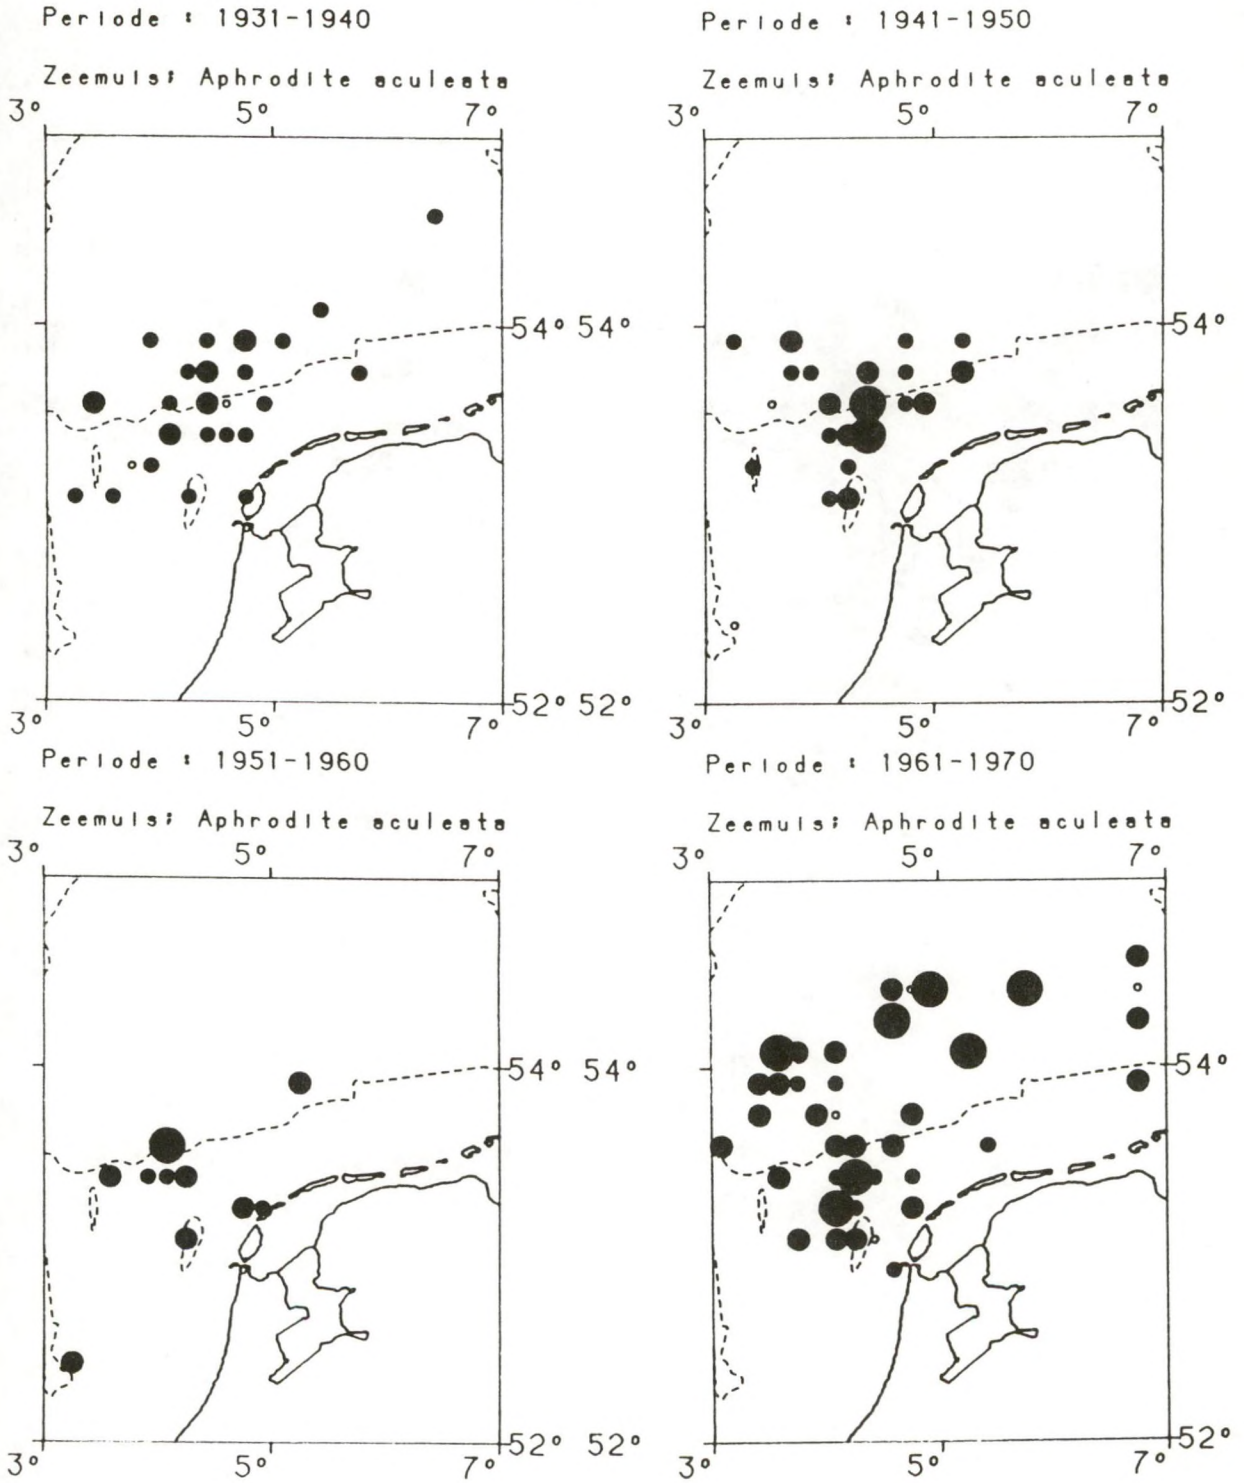 Periode : 1931-1940
Zeemuis; Aphrodite aculeata
3° 5° 7°
54°
52°
3° 5° 7°
Periode : 1941-1950
Zeemuis; Aphrodite aculeata
3° 5° 7°
54° 54°
52° 52°
3° 5° 7°
Periode : 1951-1960
Zeemuis; Aphrodite aculeata
3° 5° 7°
54°
52°
3° 5° 7°
Periode : 1961-1970
Zeemuis; Aphrodite aculeata
3° 5° 7°
54° 54°
52° 52°
3° 5° 7°